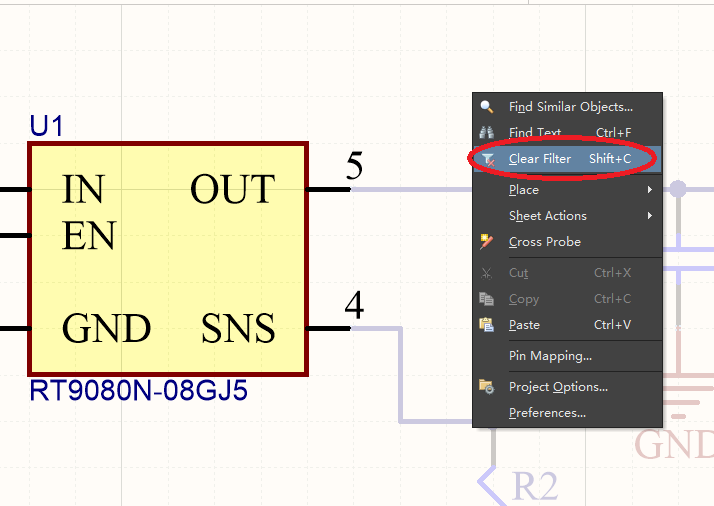 U1
IN
EN
GND
OUT
SNS
5
4
RT9080N-08GJ5
Find Similar Objects...
Find Text... Ctrl+F
Clear Filter Shift+C
Place
Sheet Actions
Cross Probe
Cut Ctrl+X
Copy Ctrl+C
Paste Ctrl+V
Pin Mapping...
Project Options...
Preferences...
GND
R2